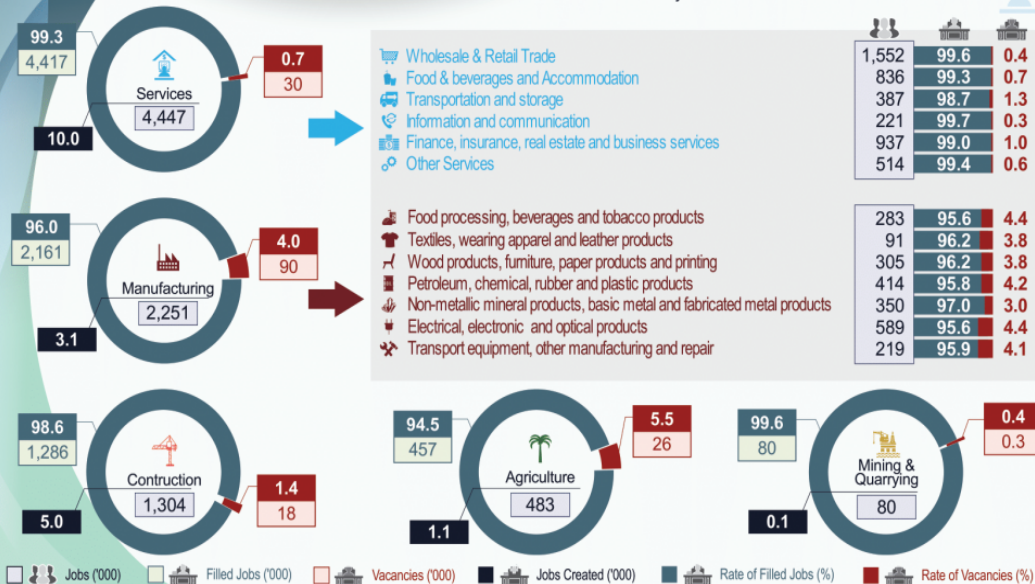 99.3
4,417
Services
4,447
0.7
30
10.0
Wholesale & Retail Trade 1,552 99.6 0.4
Food & beverages and Accommodation 836 99.3 0.7
Transportation and storage 387 98.7 1.3
Information and communication 221 99.7 0.3
Finance, insurance, real estate and business services 937 99.0 1.0
Other Services 514 99.4 0.6
96.0
2,161
Manufacturing
2,251
4.0
90
3.1
Food processing, beverages and tobacco products 283 95.6 4.4
Textiles, wearing apparel and leather products 91 96.2 3.8
Wood products, furniture, paper products and printing 305 96.2 3.8
Petroleum, chemical, rubber and plastic products 414 95.8 4.2
Non-metallic mineral products, basic metal and fabricated metal products 350 97.0 3.0
Electrical, electronic and optical products 589 95.6 4.4
Transport equipment, other manufacturing and repair 219 95.9 4.1
98.6
1,286
Contruction
1,304
1.4
18
5.0
94.5
457
Agriculture
483
5.5
26
1.1
99.6
80
Mining &
Quarrying
80
0.4
0.3
0.1
Jobs ('000) Filled Jobs ('000) Vacancies ('000) Jobs Created ('000) Rate of Filled Jobs (%) Rate of Vacancies (%)